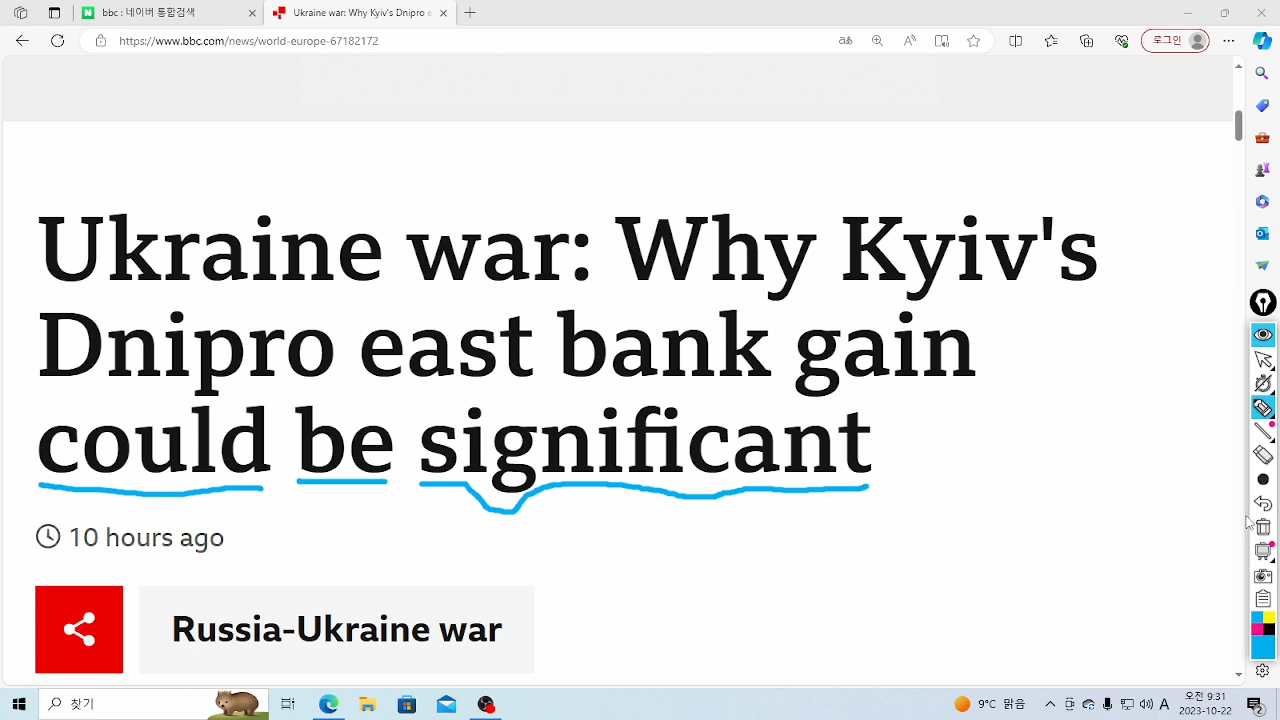 bbc : 네이버 통합검색
Ukraine war: Why Kyiv's Dnipro e
https://www.bbc.com/news/world-europe-67182172
로그인
Ukraine war: Why Kyiv's
Dnipro east bank gain
could be significant
10 hours ago
Russia-Ukraine war
찾기
9°C 맑음
A
오전 9:31
2023-10-22
2